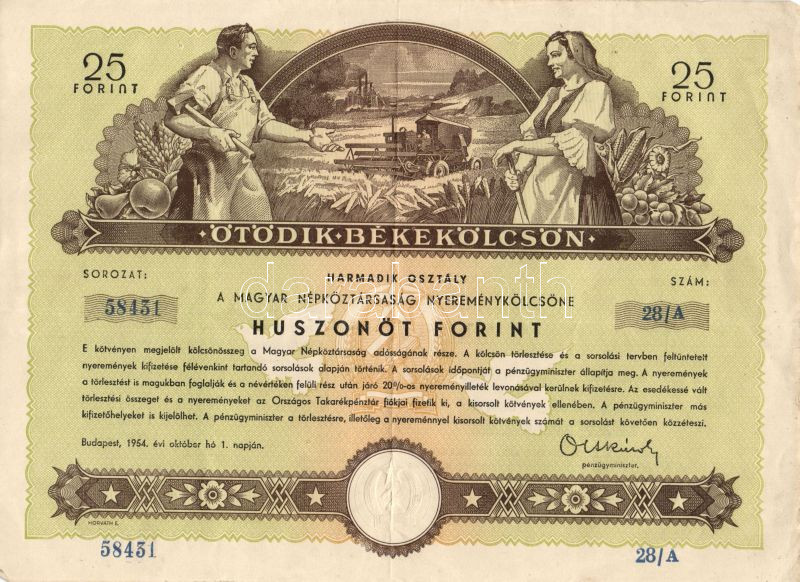 25
FORINT
25
FORINT
·ÖTÖDIK·BÉKEKÖLCSÖN·
SOROZAT:
HARMADIK OSZTÁLY
SZÁM:
58431
A MAGYAR NÉPKÖZTÁRSASÁG NYEREMÉNYKÖLCSÖNE
28/A
HUSZONÖT FORINT
E kötvényen megjelölt kölcsönösszeg a Magyar Népköztársaság adósságának része. A kölcsön törlesztése és a sorsolási tervben feltüntetett
nyeremények kifizetése félévenkint tartandó sorsolások alapján történik. A sorsolások időpontját a pénzügyminiszter állapítja meg. A nyeremények
a törlesztést is magukban foglalják és a névértéken felüli rész után járó 20%-os nyereményilleték levonásával kerülnek kifizetésre. Az esedékessé vált
törlesztési összeget és a nyereményeket az Országos Takarékpénztár fiókjai fizetik ki, a kisorsolt kötvények ellenében. A pénzügyminiszter más
kifizetőhelyeket is kijelölhet. A pénzügyminiszter a törlesztésre, illetőleg a nyereménnyel kisorsolt kötvények számát a sorsolást követően közzéteszi.
Budapest, 1954. évi október hó 1. napján.
pénzügyminiszter.
HORVÁTH E.
58431
28/A